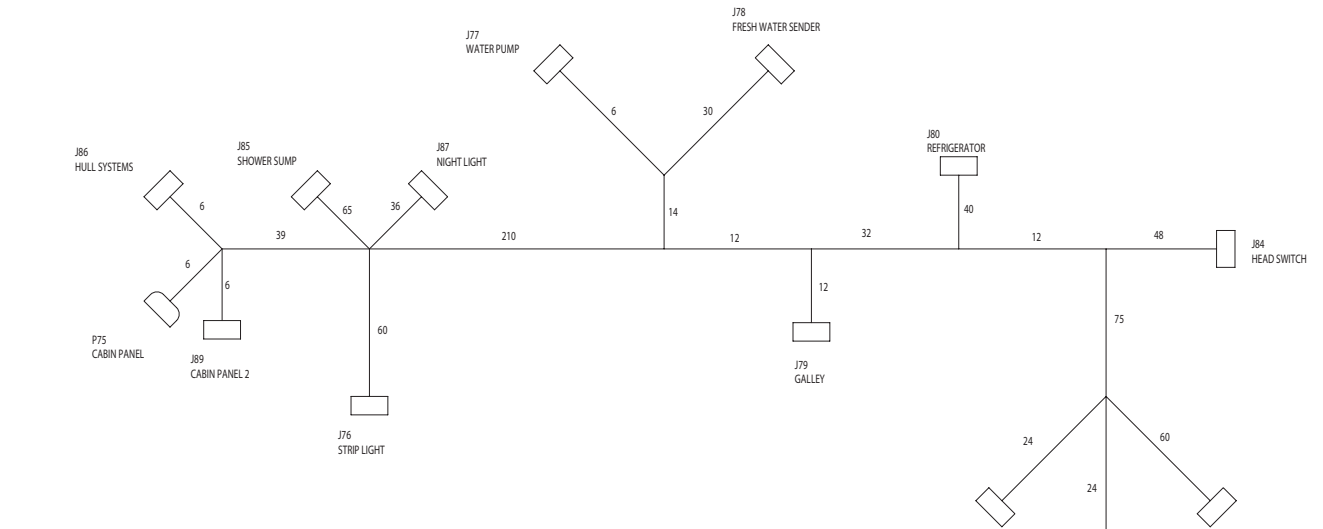 J78
FRESH WATER SENDER
J77
WATER PUMP
6
30
J80
REFRIGERATOR
J85
SHOWER SUMP
J87
NIGHT LIGHT
J86
HULL SYSTEMS
6
65
36
14
40
39
210
12
32
12
48
J84
HEAD SWITCH
6
6
12
75
60
P75
CABIN PANEL
J89
CABIN PANEL 2
J79
GALLEY
J76
STRIP LIGHT
24
60
24